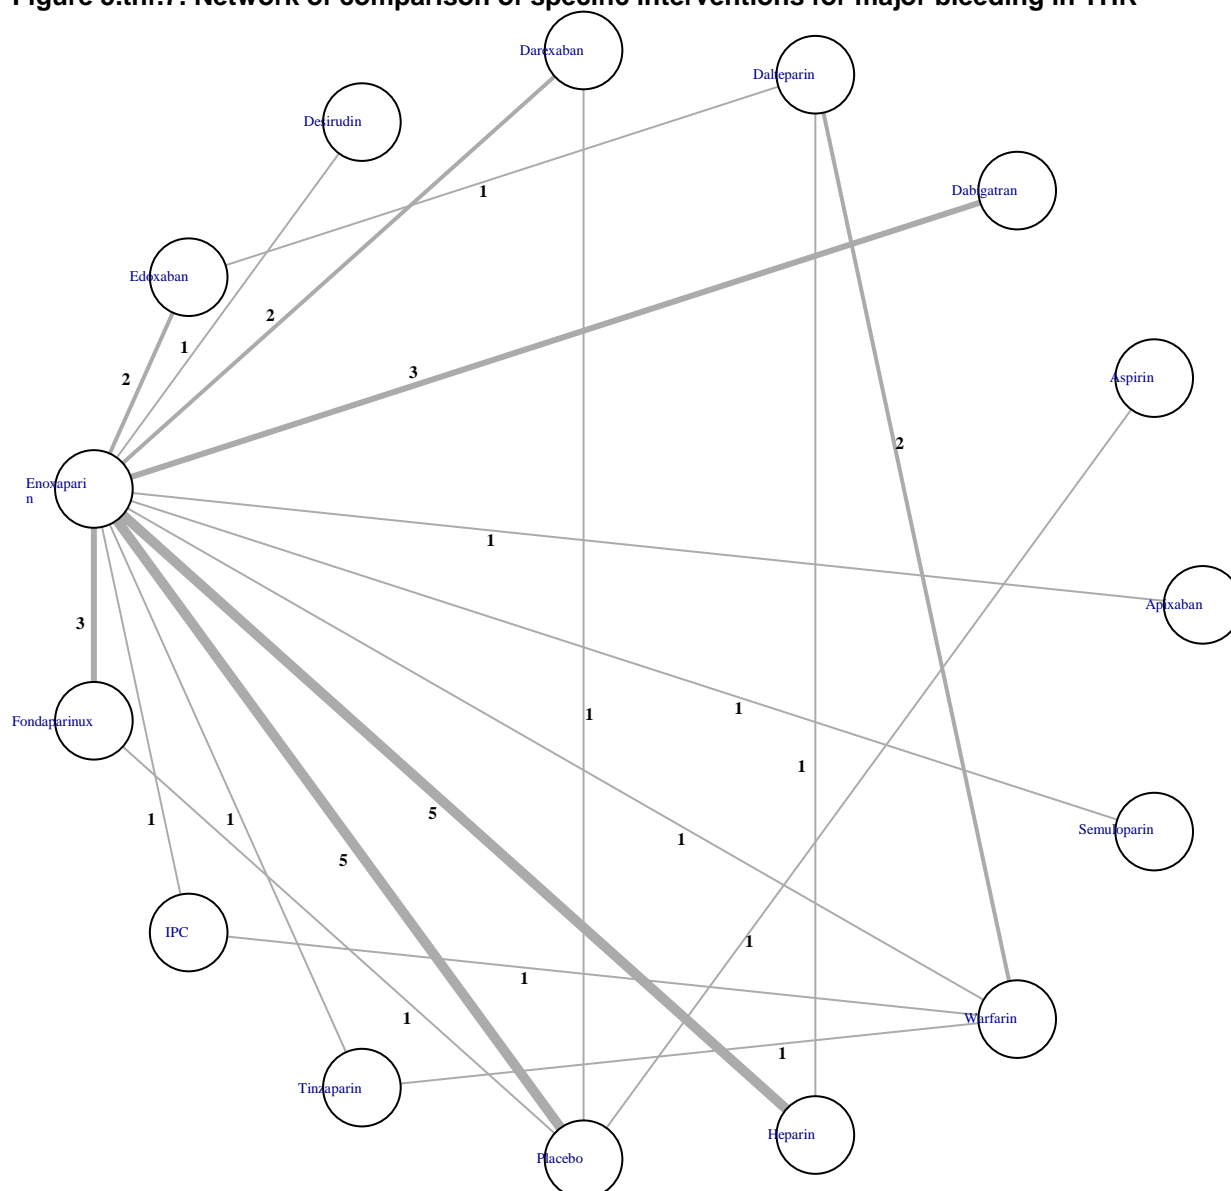 Figure 3.thr.7. Network of comparison of specific interventions for major bleeding in THR
Darexaban
Dalteparin
Desirudin
Dabigatran
1
Edoxaban
2
1
2
3
Aspirin
2
Enoxapari
n
1
Apixaban
3
1
1
Fondaparinux
1
5
1
1
1
Semuloparin
5
IPC
1
1
1
Warfarin
1
1
Tinzaparin
Heparin
Placebo